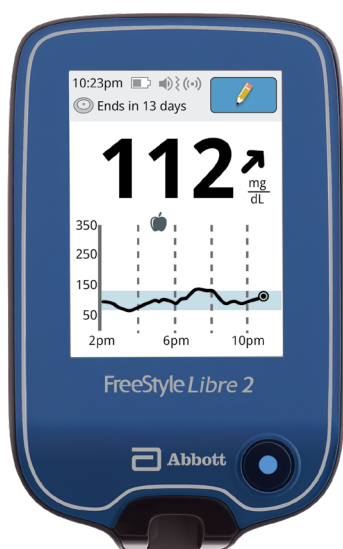 10:23pm
Ends in 13 days
112 mg
dL
350
250
150
50
2pm 6pm 10pm
FreeStyle Libre 2
Abbott